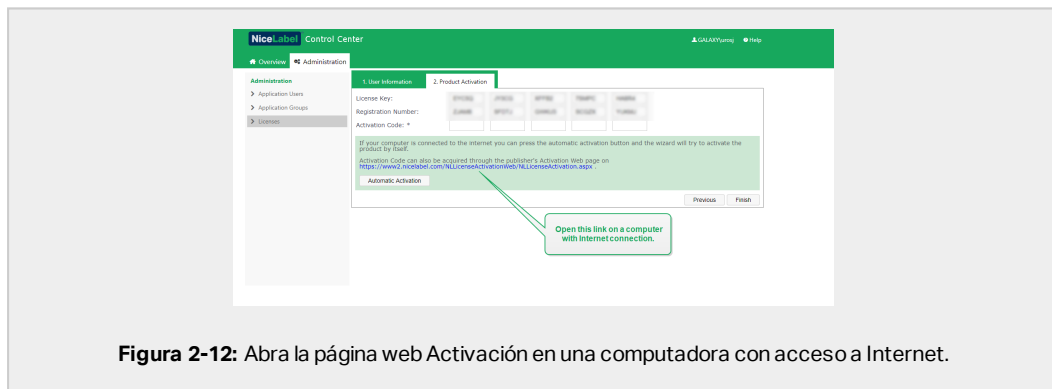 NiceLabel Control Center
GALAXY\urosj Help
Overview Administration
Administration
Application Users
Application Groups
Licenses
1. User Information 2. Product Activation
License Key:
Registration Number:
Activation Code: *
If your computer is connected to the internet you can press the automatic activation button and the wizard will try to activate the
product by itself.
Activation Code can also be acquired through the publisher's Activation Web page on
https://www2.nicelabel.com/NLLicenseActivationWeb/NLLicenseActivation.aspx .
Automatic Activation
Previous Finish
Open this link on a computer
with Internet connection.
Figura 2-12: Abra la página web Activación en una computadora con acceso a Internet.